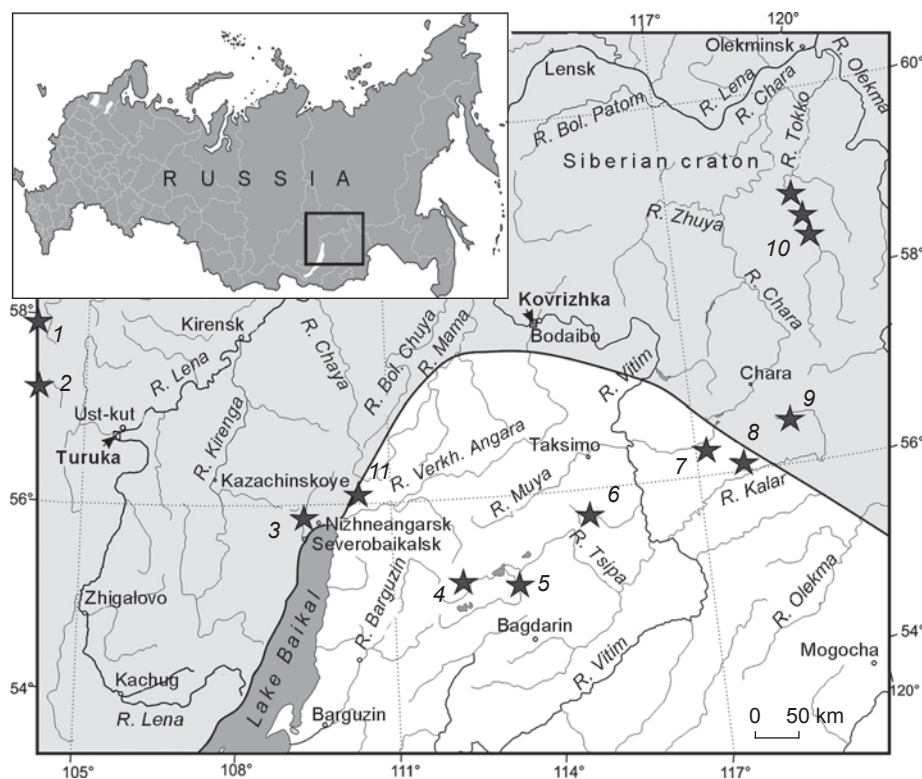 117°
120°
Olekminsk
60°
Lensk
R. Lena
R. Chara
R. Olekma
R. Bol. Patom
R. Tokko
Siberian craton
RUSSIA
R. Zhuya
10
58°
R. Chara
58°
1
Kirensk
R. Chaya
R. Bol. Chuya
R. Mama
Kovrizhka
Bodaibo
R. Lena
R. Vitim
Chara
2
9
Ust-kut
R. Kirenga
Turuka
R. Verkh. Angara
Taksimo
8
7
56°
Kazachinskoye
11
R. Muya
6
R. Kalar
56°
3
Nizhneangarsk
Severobaikalsk
R. Tsipa
4
5
R. Barguzin
Zhigalovo
Lake Baikal
Bagdarin
R. Olekma
R. Vitim
Mogocha
Kachug
54°
R. Lena
120°
Barguzin
0 50 km
105°
108°
111°
114°
117°
54°